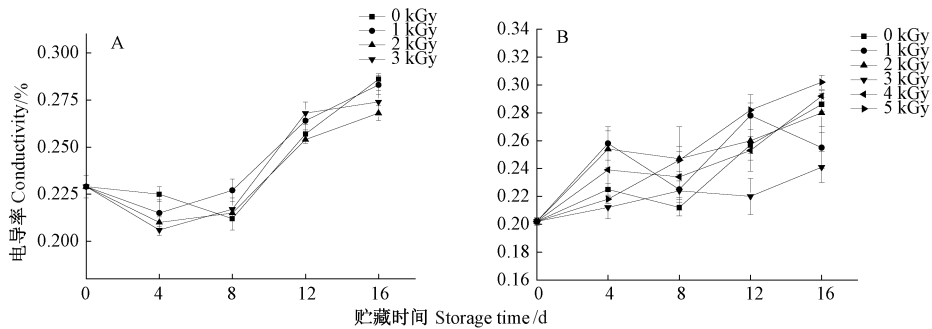 A
0 kGy
1 kGy
2 kGy
3 kGy
0.300
0.275
0.250
0.225
0.200
0
4
8
12
16
B
0 kGy
1 kGy
2 kGy
3 kGy
4 kGy
5 kGy
0.34
0.32
0.30
0.28
0.26
0.24
0.22
0.20
0.18
0.16
0
4
8
12
16
电导率 Conductivity/%
贮藏时间 Storage time/d